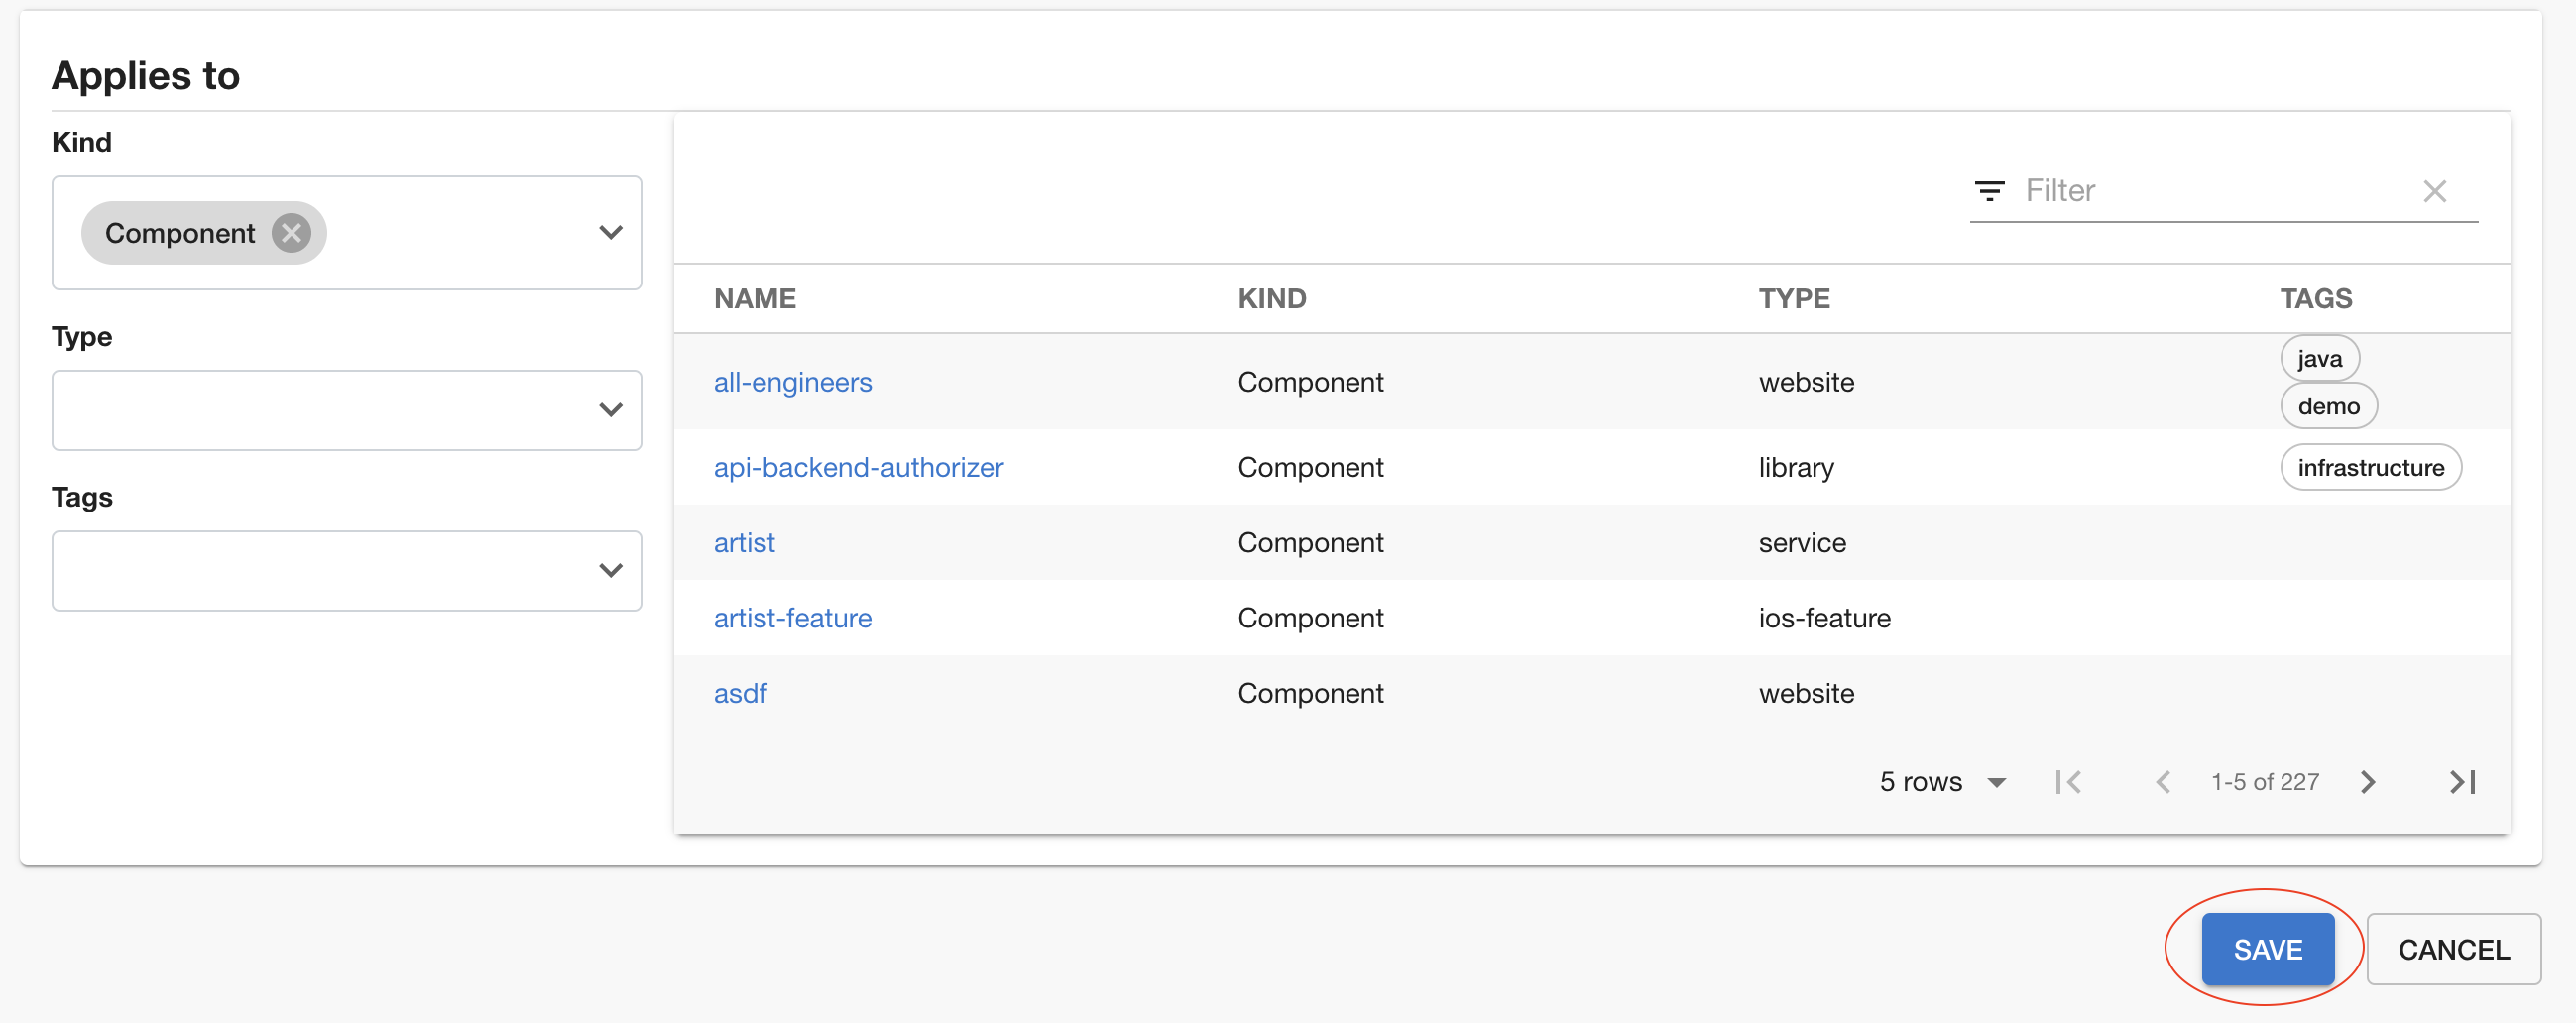 Applies to
Kind
Component
Type
Tags
Filter
NAME KIND TYPE TAGS
all-engineers Component website java demo
api-backend-authorizer Component library infrastructure
artist Component service
artist-feature Component ios-feature
asdf Component website
5 rows 1-5 of 227
SAVE CANCEL